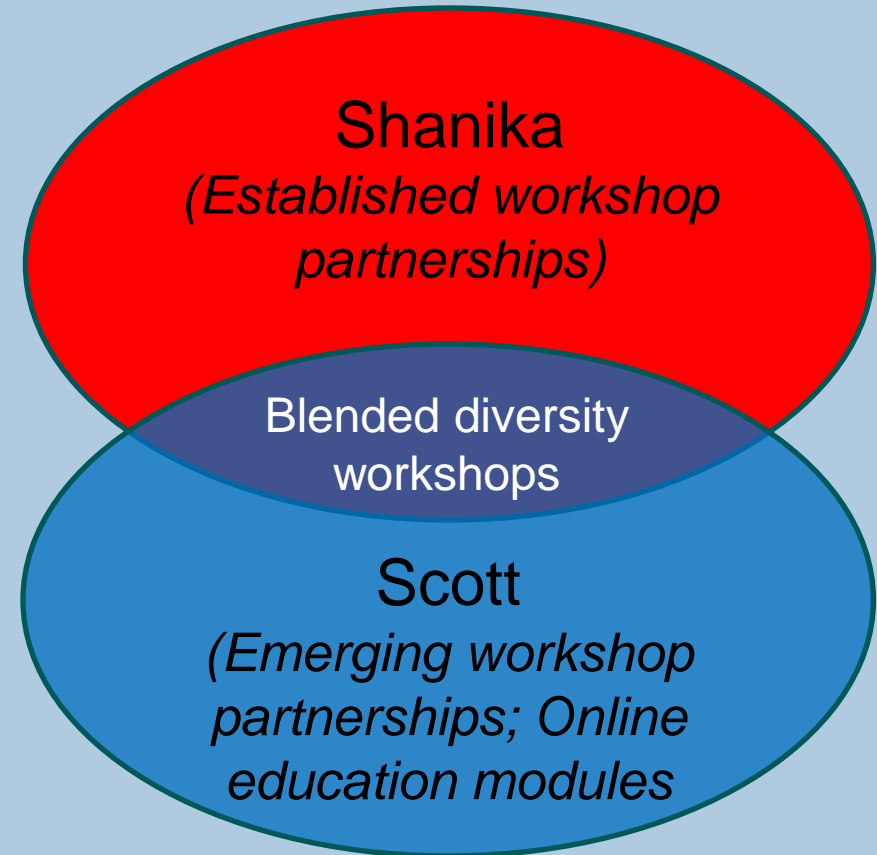 Shanika
(Established workshop
partnerships)
Blended diversity
workshops
Scott
(Emerging workshop
partnerships; Online
education modules